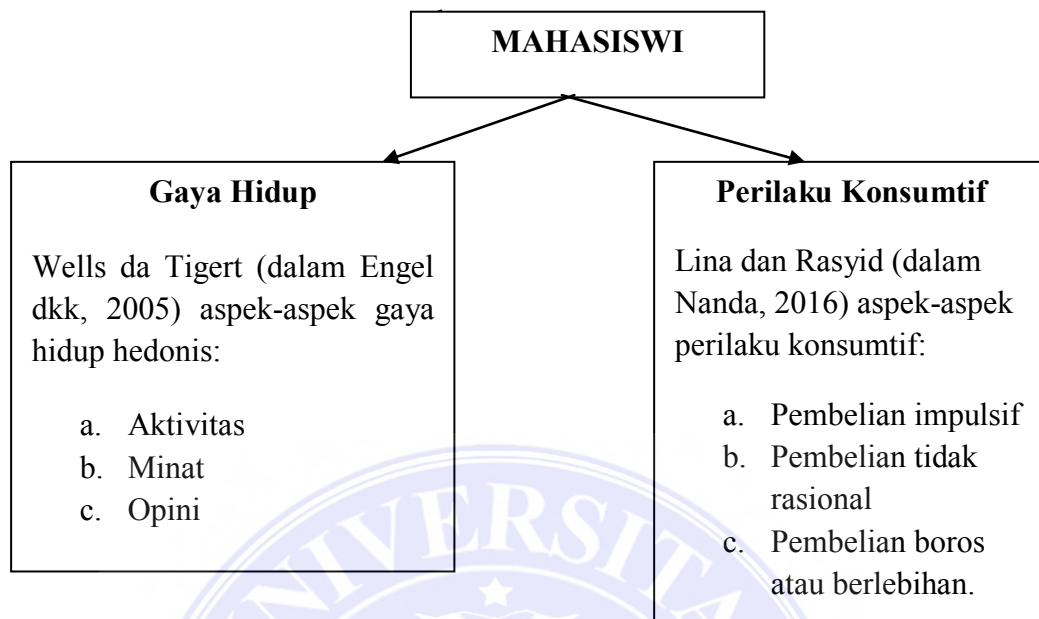 MAHASISWI
Gaya Hidup
Wells da Tigert (dalam Engel
dkk, 2005) aspek-aspek gaya
hidup hedonis:
a. Aktivitas
b. Minat
c. Opini
Perilaku Konsumtif
Lina dan Rasyid (dalam
Nanda, 2016) aspek-aspek
perilaku konsumtif:
a. Pembelian impulsif
b. Pembelian tidak
rasional
c. Pembelian boros
atau berlebihan.